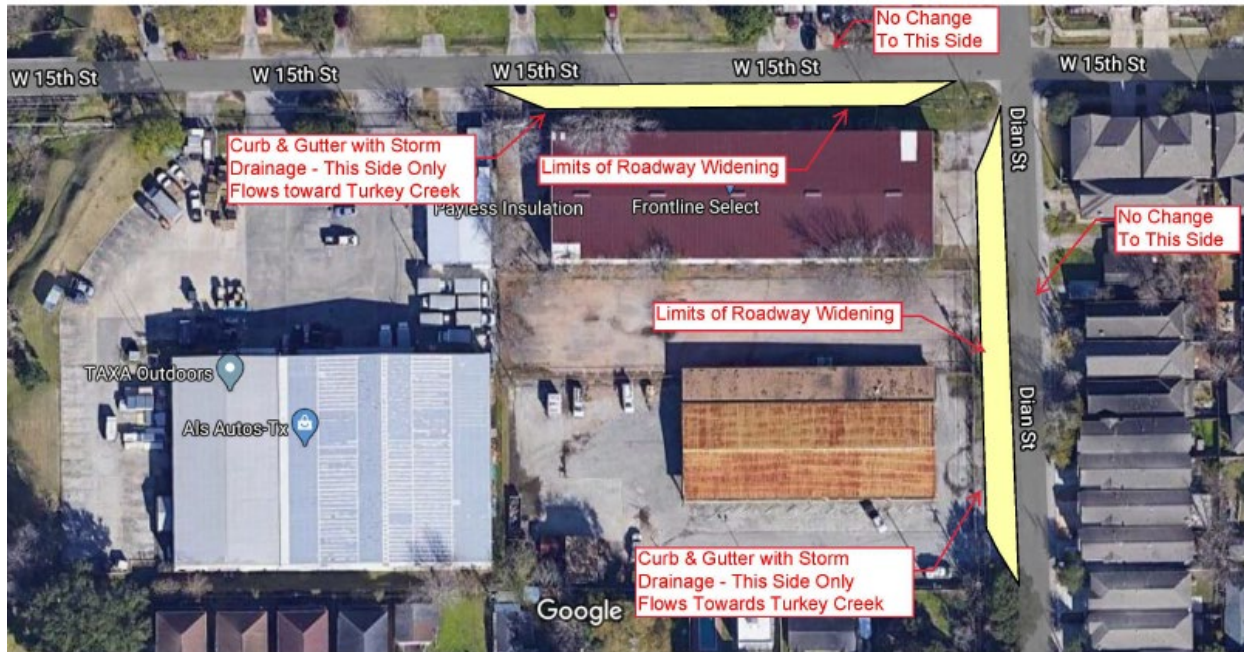 No Change
To This Side
W 15th St
W 15th St
W 15th St
W 15th St
W 15th St
Dian St
Curb & Gutter with Storm
Drainage - This Side Only
Flows toward Turkey Creek
Limits of Roadway Widening
Payless Insulation
Frontline Select
No Change
To This Side
Limits of Roadway Widening
TAXA Outdoors
Als Autos-Tx
Dian St
Curb & Gutter with Storm
Drainage - This Side Only
Flows Towards Turkey Creek
Google